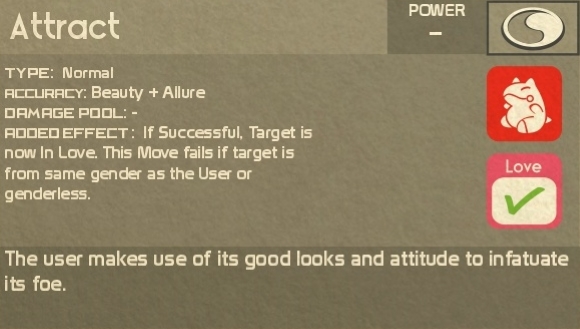 Attract
POWER
–
TYPE: Normal
ACCURACY: Beauty + Allure
DAMAGE POOL: -
ADDED EFFECT: If Successful, Target is
now In Love. This Move fails if target is
from same gender as the User or
genderless.
Love
The user makes use of its good looks and attitude to infatuate
its foe.